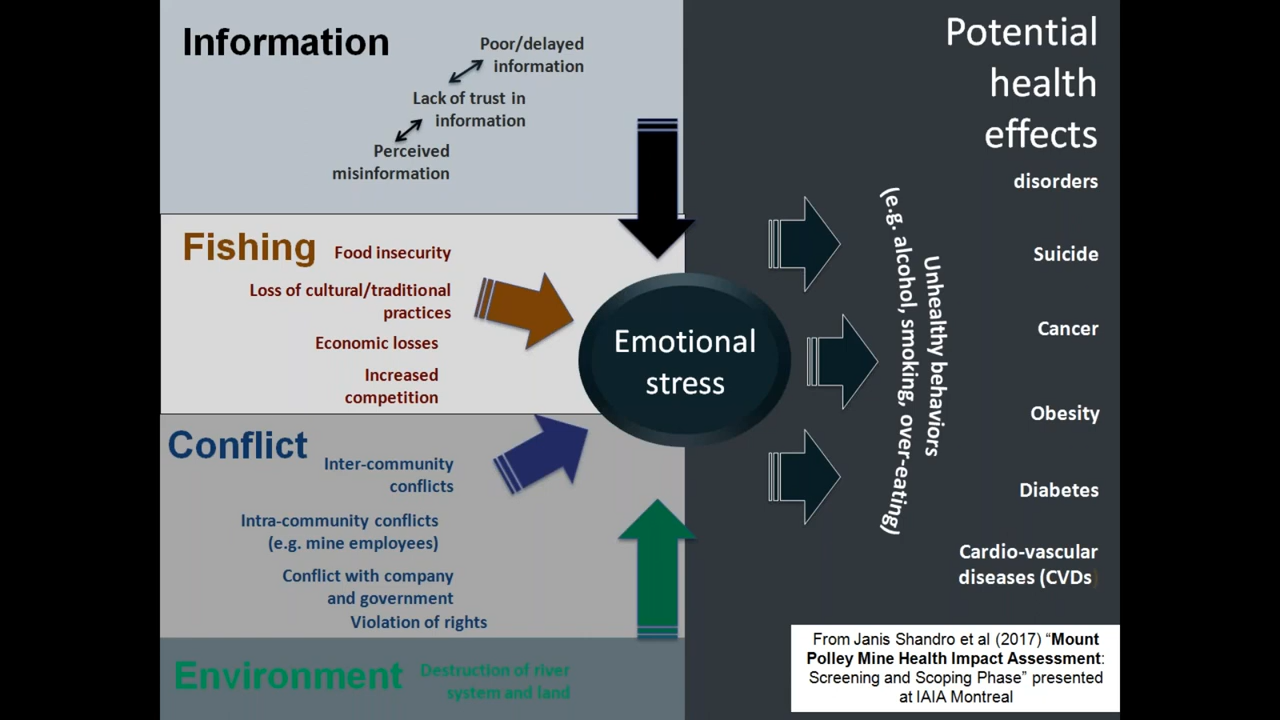 Information
Poor/delayed
information
Lack of trust in
information
Perceived
misinformation
Fishing
Food insecurity
Loss of cultural/traditional
practices
Economic losses
Increased
competition
Conflict
Inter-community
conflicts
Intra-community conflicts
(e.g. mine employees)
Conflict with company
and government
Violation of rights
Environment
Destruction of river
system and land
Emotional
stress
Unhealthy behaviors
(e.g. alcohol, smoking, over-eating)
Potential
health
effects
disorders
Suicide
Cancer
Obesity
Diabetes
Cardio-vascular
diseases (CVDs)
From Janis Shandro et al (2017) “Mount
Polley Mine Health Impact Assessment:
Screening and Scoping Phase” presented
at IAIA Montreal